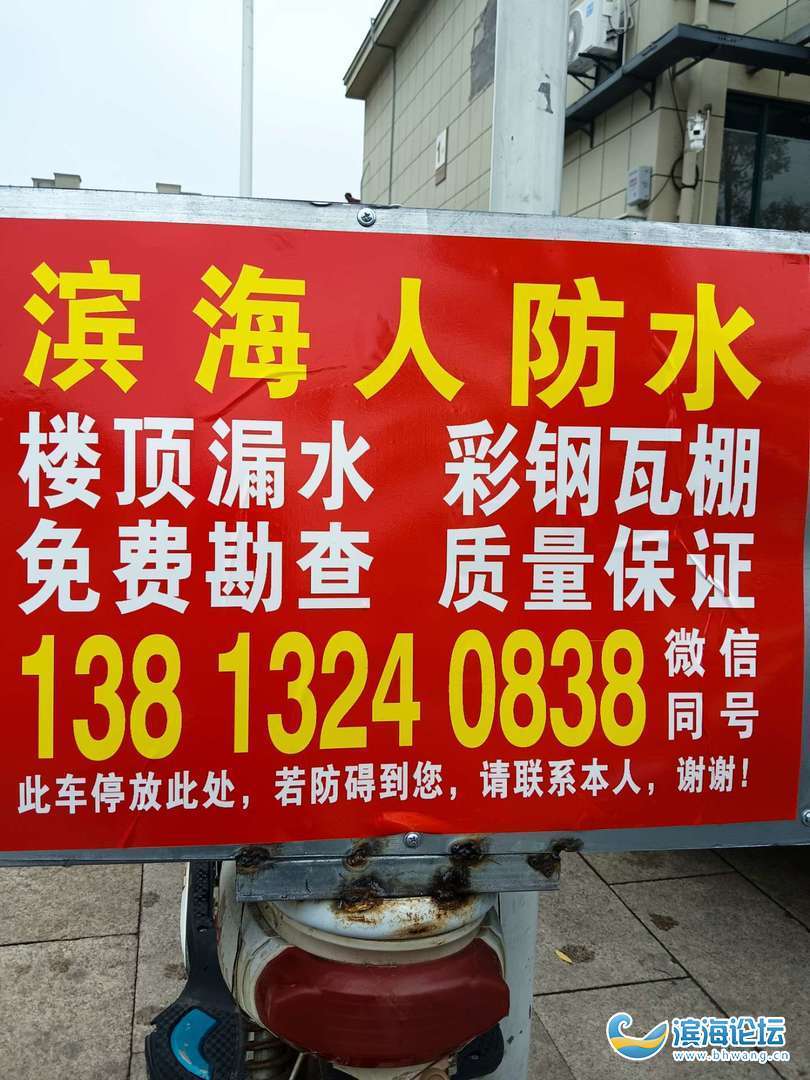 滨海人防水
楼顶漏水 彩钢瓦棚
免费勘查 质量保证
138 1324 0838 微信同号
此车停放此处，若防碍到您，请联系本人，谢谢！
滨海论坛
www.bhwang.cn